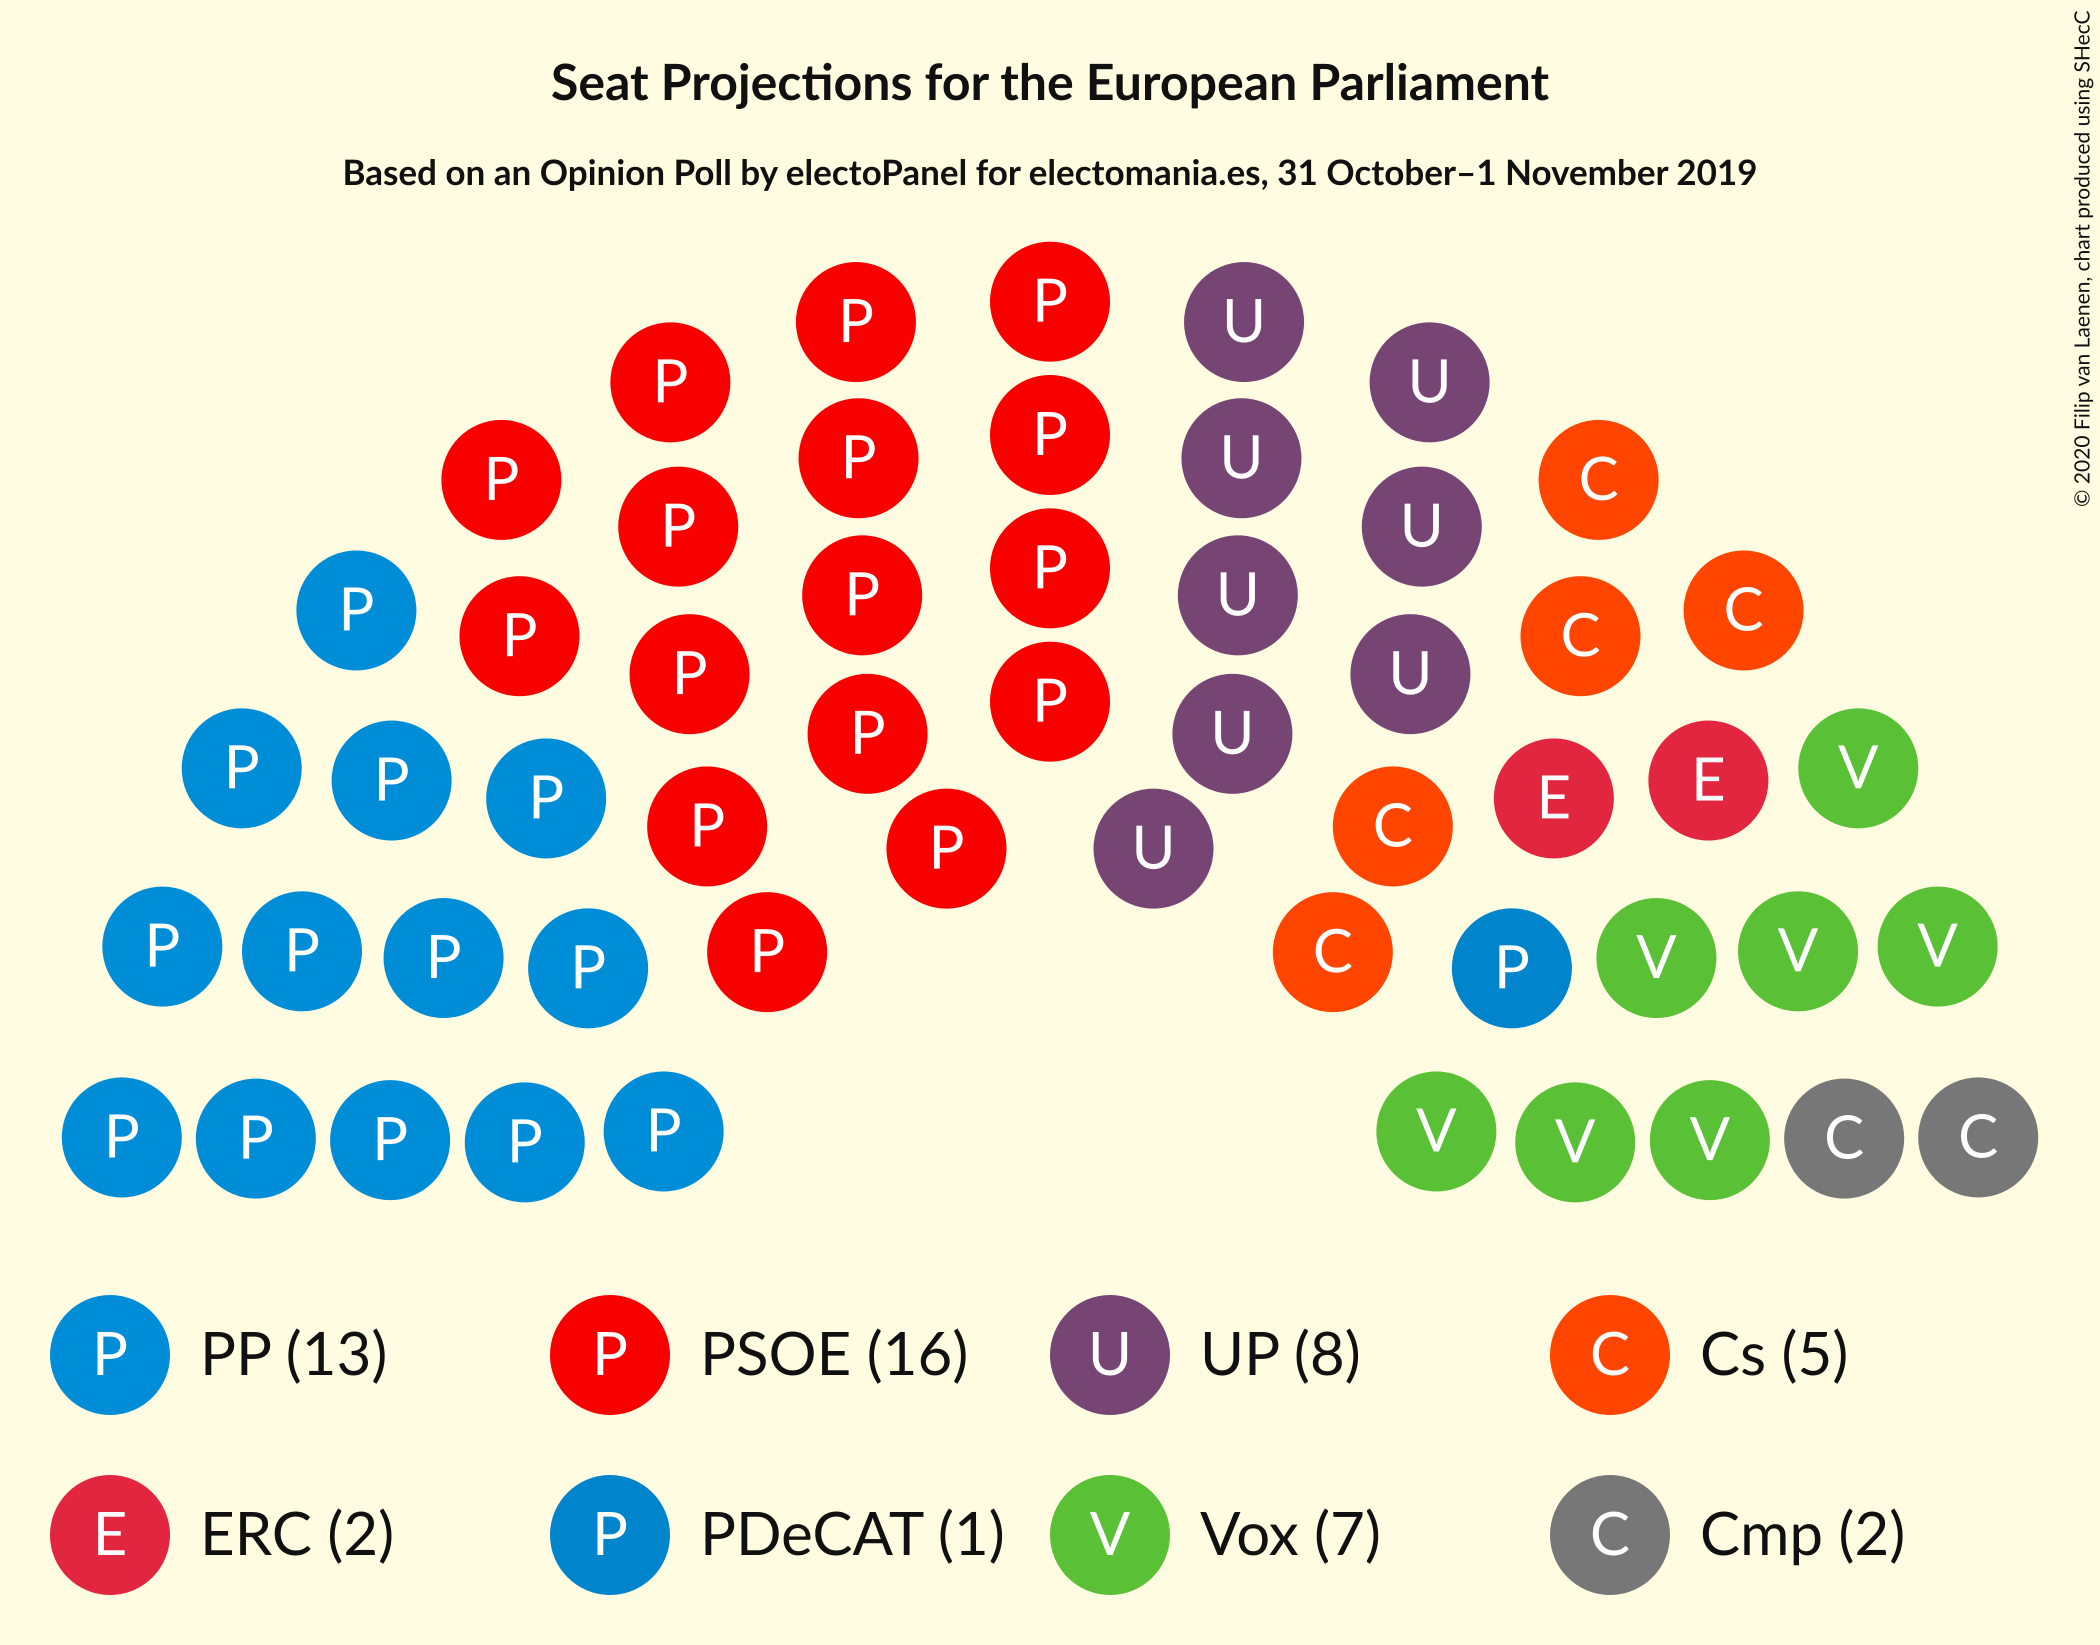 Seat Projections for the European Parliament
Based on an Opinion Poll by electoPanel for electomania.es, 31 October–1 November 2019
© 2020 Filip van Laenen, chart produced using SHecC
P
P P U
P U
P P U
P P U C
P U
P P U C C
P P U
P P P U E E V
P C
P U
P P P P P C P V V V
P P P P P V V V C C
P PP (13) P PSOE (16) U UP (8) C Cs (5)
E ERC (2) P PDeCAT (1) V Vox (7) C Cmp (2)